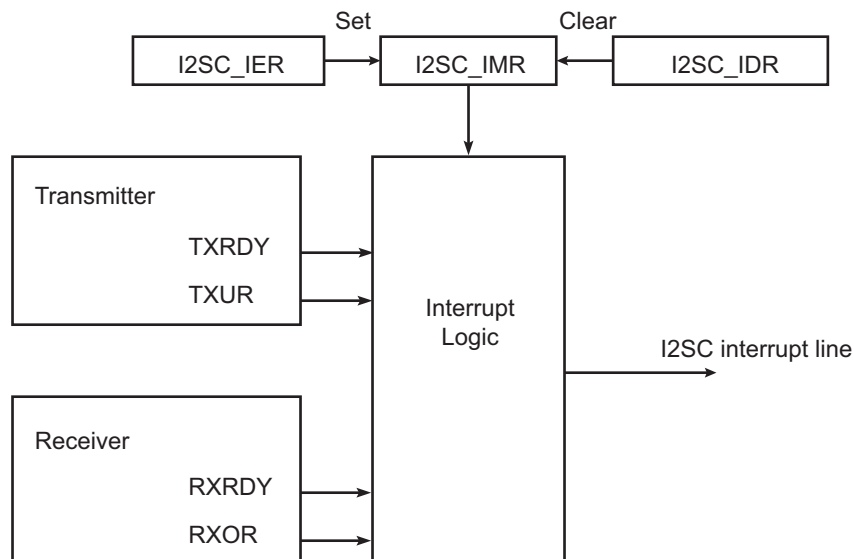 Set
Clear
I2SC_IER
I2SC_IMR
I2SC_IDR
Transmitter
TXRDY
TXUR
Interrupt
Logic
I2SC interrupt line
Receiver
RXRDY
RXOR